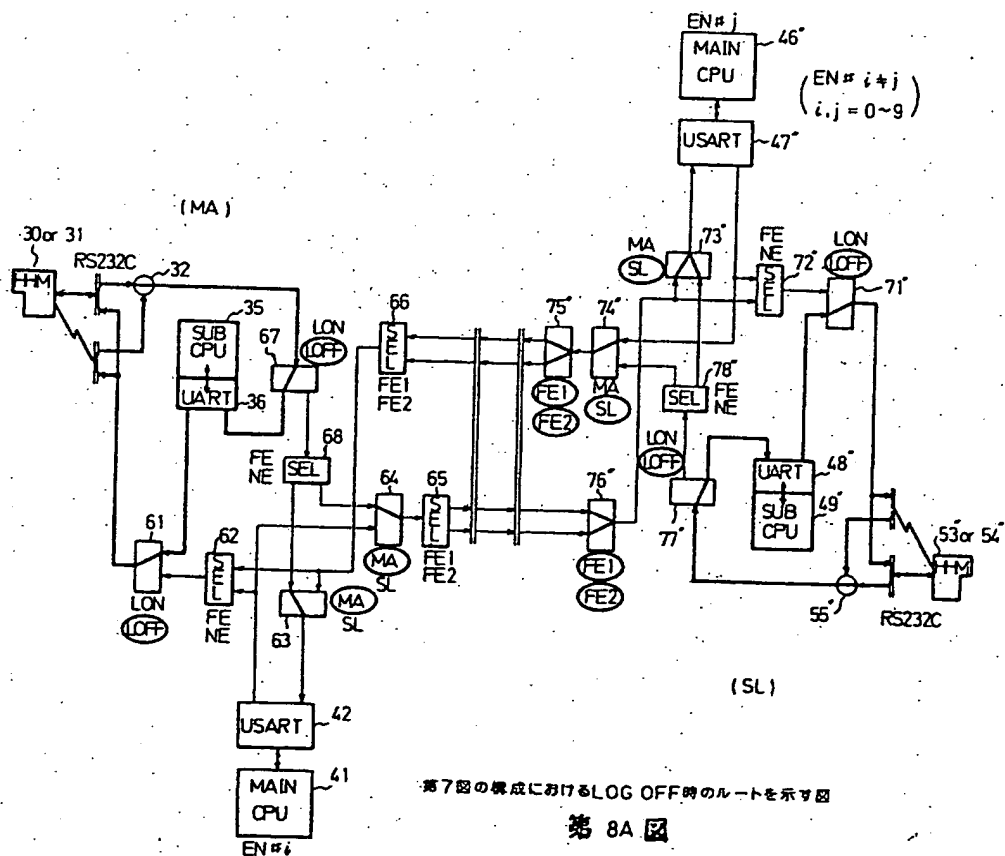 EN# j
MAIN
CPU
46"
(EN# i≠j
i.j = 0~9)
USART
47"
(MA)
30 or 31
HHM
RS232C
32
35
SUB
CPU
UART
36
67
LON
LOFF
66
SEL
FE1
FE2
75"
FE1
FE2
74"
MA
SL
MA
SL
73"
FE
NE
SEL
72"
LON
LOFF
71"
78"
SEL
FE
NE
68
FE
NE
SEL
64
MA
SL
65
SEL
FE1
FE2
76"
FE1
FE2
LON
LOFF
77"
UART
48"
SUB
CPU
49"
53" or 54"
HHM
55"
RS232C
61
LON
LOFF
62
SEL
FE
NE
63
MA
SL
(SL)
USART
42
MAIN
CPU
41
EN# i
第7図の構成におけるLOG OFF時のルートを示す図
第 8A 図